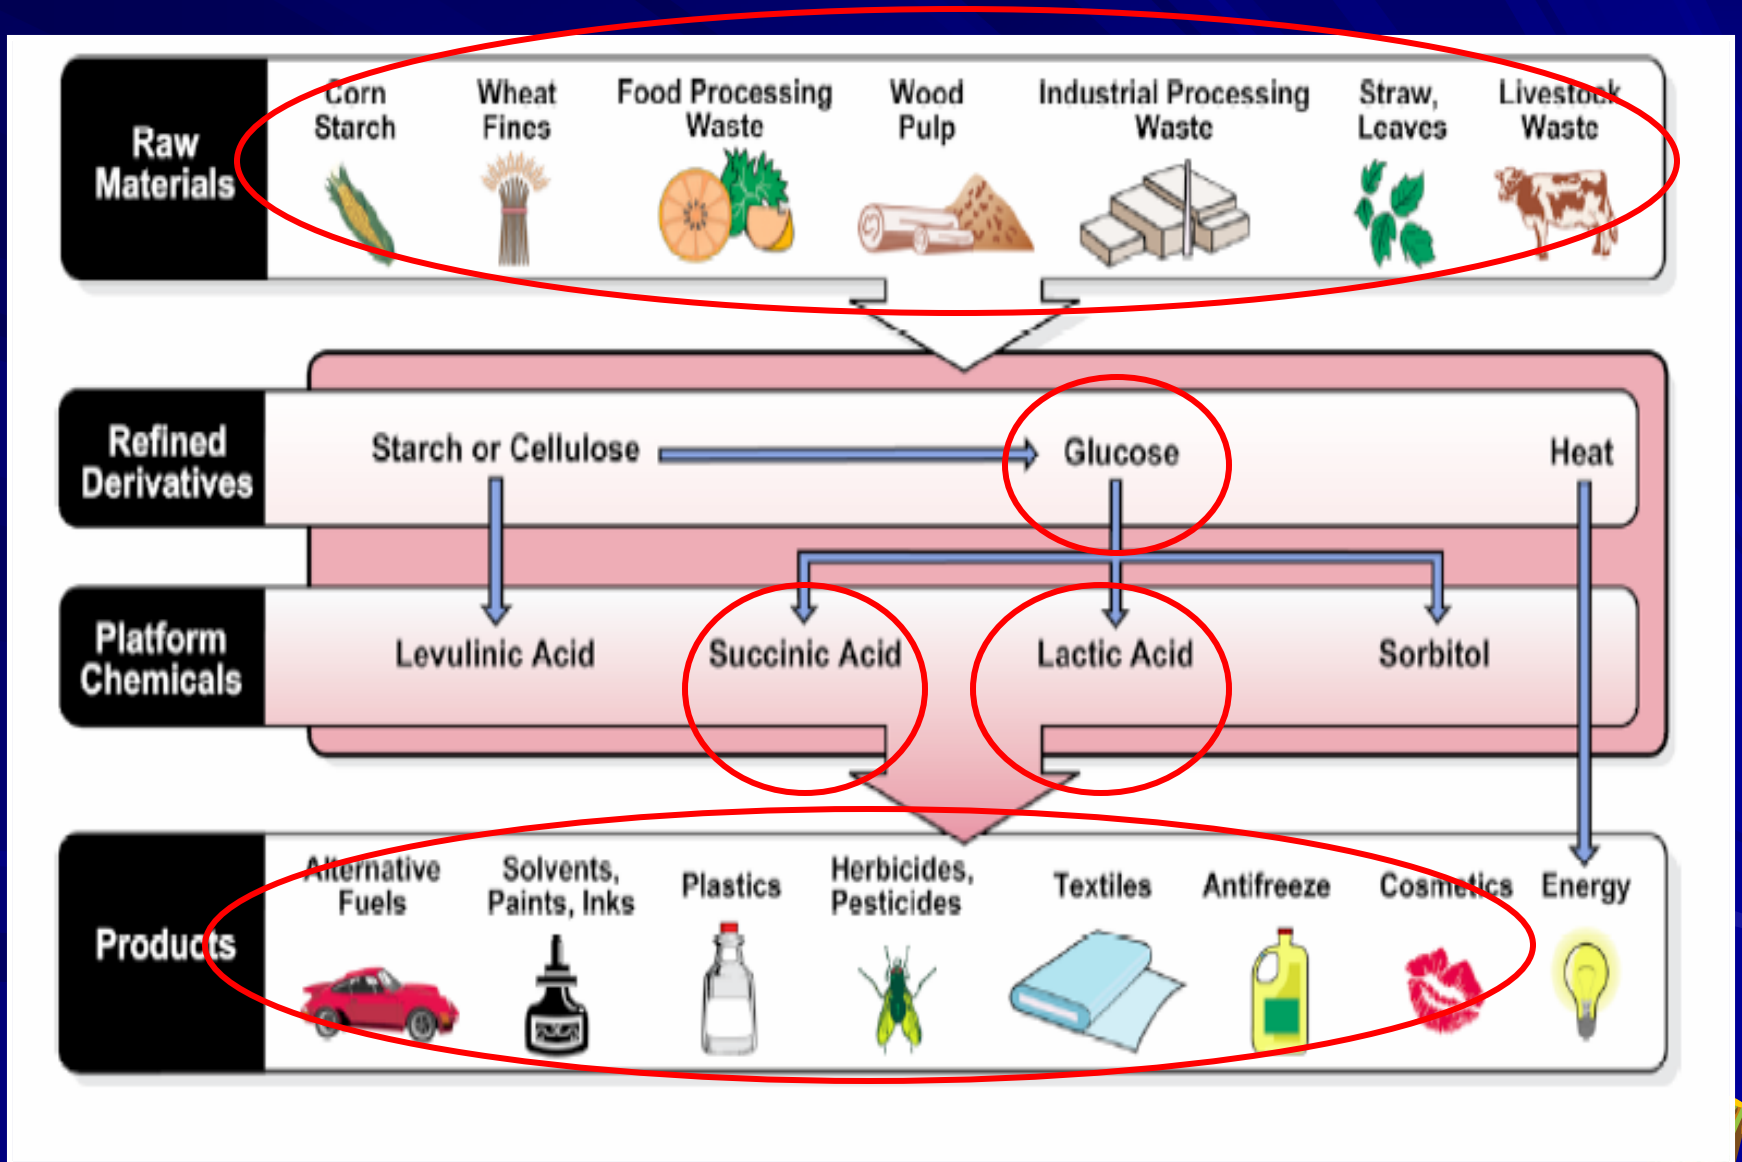 Raw
Materials
Corn
Starch
Wheat
Fines
Food Processing
Waste
Wood
Pulp
Industrial Processing
Waste
Straw,
Leaves
Livestock
Waste
Refined
Derivatives
Starch or Cellulose
Glucose
Heat
Platform
Chemicals
Levulinic Acid
Succinic Acid
Lactic Acid
Sorbitol
Products
Alternative
Fuels
Solvents,
Paints, Inks
Plastics
Herbicides,
Pesticides
Textiles
Antifreeze
Cosmetics
Energy